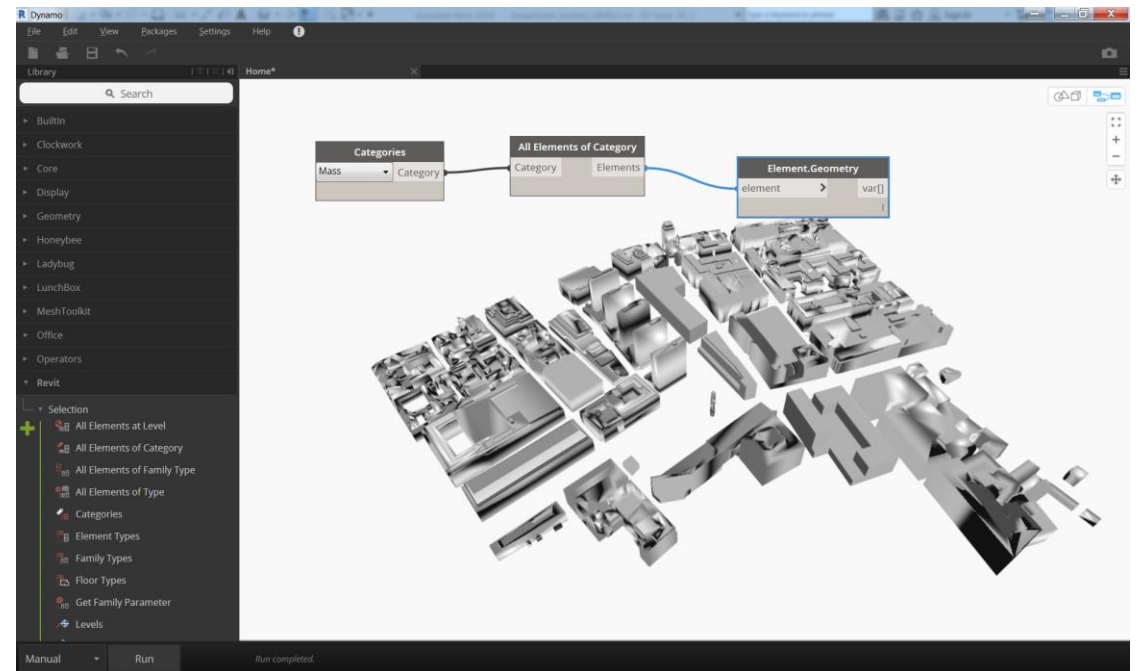 Dynamo
File Edit View Packages Settings Help
Library
Home*
Search
BuiltIn
Clockwork
Core
Display
Geometry
Honeybee
Ladybug
LunchBox
MeshToolkit
Office
Operators
Revit
Selection
All Elements at Level
All Elements of Category
All Elements of Family Type
All Elements of Type
Categories
Element Types
Family Types
Floor Types
Get Family Parameter
Levels
Categories
Mass Category
All Elements of Category
Category Elements
Element.Geometry
element > var[]
Manual Run Run completed.